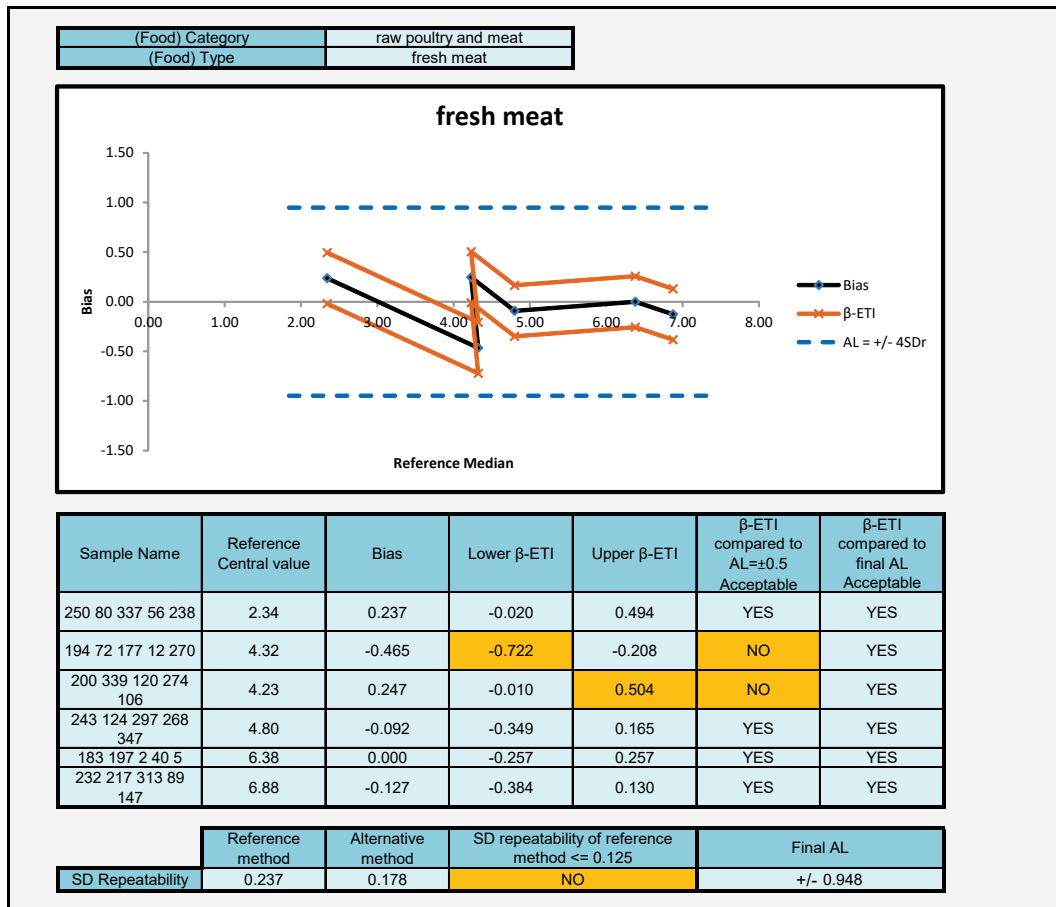 (Food) Category raw poultry and meat
(Food) Type fresh meat
fresh meat
1.50
1.00
0.50
0.00
-0.50
-1.00
-1.50
0.00 1.00 2.00 3.00 4.00 5.00 6.00 7.00 8.00
Bias
Reference Median
Bias
β-ETI
AL = +/- 4SDr
Sample Name Reference Central value Bias Lower β-ETI Upper β-ETI β-ETI compared to AL=±0.5 Acceptable β-ETI compared to final AL Acceptable
250 80 337 56 238 2.34 0.237 -0.020 0.494 YES YES
194 72 177 12 270 4.32 -0.465 -0.722 -0.208 NO YES
200 339 120 274 106 4.23 0.247 -0.010 0.504 NO YES
243 124 297 268 347 4.80 -0.092 -0.349 0.165 YES YES
183 197 2 40 5 6.38 0.000 -0.257 0.257 YES YES
232 217 313 89 147 6.88 -0.127 -0.384 0.130 YES YES
Reference method Alternative method SD repeatability of reference method <= 0.125 Final AL
SD Repeatability 0.237 0.178 NO +/- 0.948